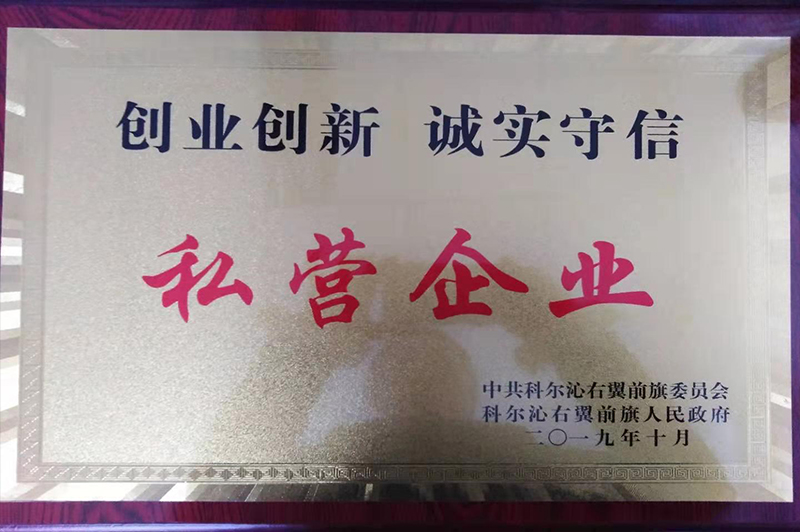 创业创新 诚实守信
私营企业
中共科尔沁右翼前旗委员会
科尔沁右翼前旗人民政府
二〇一九年十月